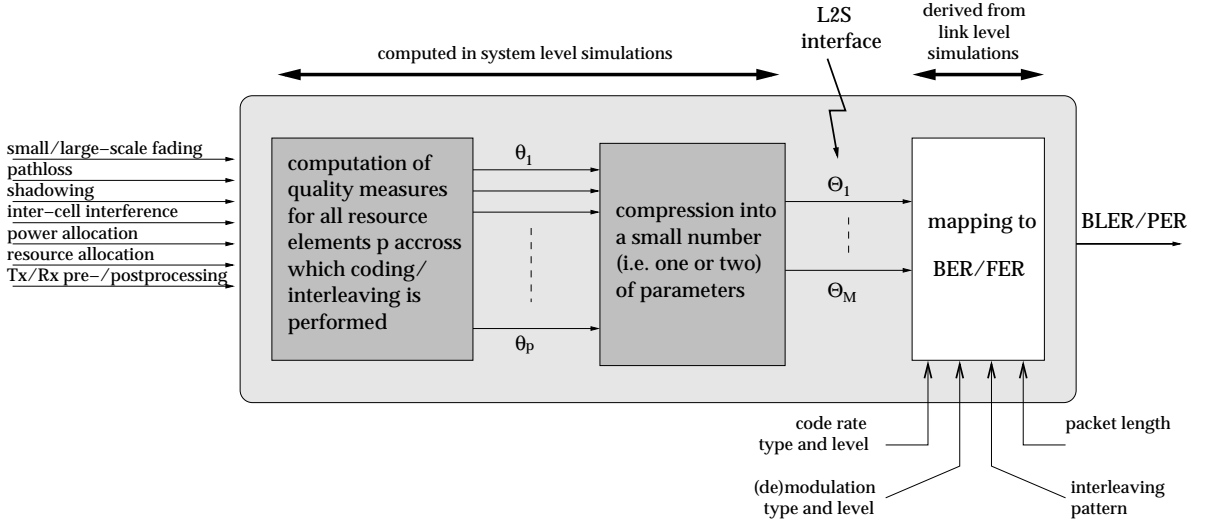 L2S
interface
derived from
link level
simulations
computed in system level simulations
small/large-scale fading
pathloss
shadowing
inter-cell interference
power allocation
resource allocation
Tx/Rx pre-/postprocessing
computation of
quality measures
for all resource
elements p accross
which coding/
interleaving is
performed
θ1
θp
compression into
a small number
(i.e. one or two)
of parameters
Θ1
ΘM
mapping to
BER/FER
BLER/PER
code rate
type and level
packet length
(de)modulation
type and level
interleaving
pattern